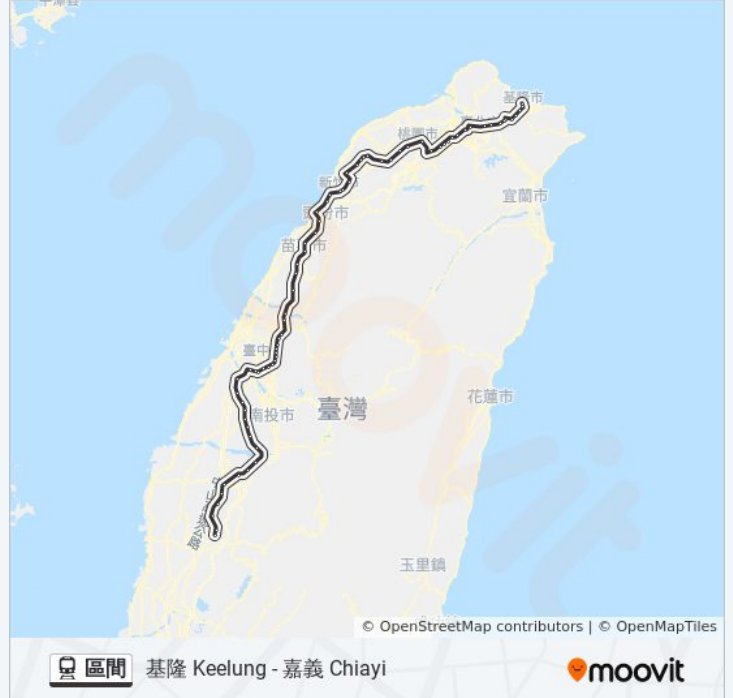 基隆市
桃園市
新竹市
宜蘭市
苗栗市
臺中
南投市
臺灣
花蓮市
玉里鎮
© OpenStreetMap contributors | © OpenMapTiles
區間 基隆 Keelung - 嘉義 Chiayi
moovit